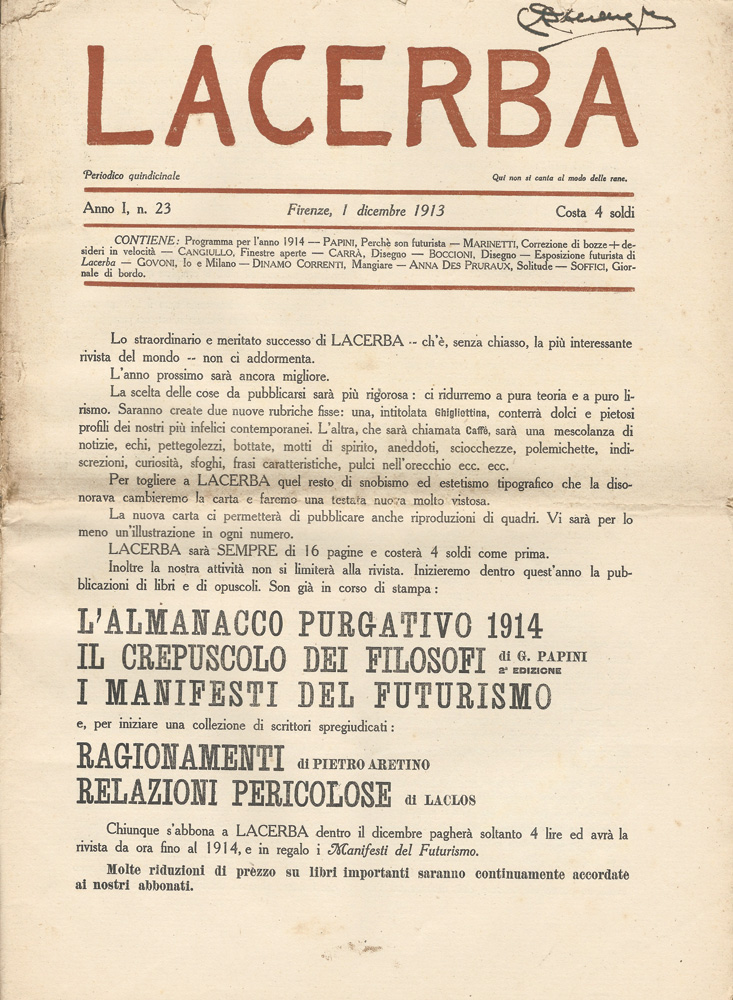 LACERBA
Periodico quindicinale
Qui non si canta al modo delle rane.
Anno I, n. 23
Firenze, 1 dicembre 1913
Costa 4 soldi
CONTIENE: Programma per l'anno 1914 — PAPINI, Perchè son futurista — MARINETTI, Correzione di bozze + de-
sideri in velocità — CANGIULLO, Finestre aperte — CARRÀ, Disegno — BOCCIONI, Disegno — Esposizione futurista di
Lacerba — GOVONI, Io e Milano — DINAMO CORRENTI, Mangiare — ANNA DES PRURAUX, Solitude — SOFFICI, Gior-
nale di bordo.
Lo straordinario e meritato successo di LACERBA -- ch'è, senza chiasso, la più interessante
rivista del mondo -- non ci addormenta.
L'anno prossimo sarà ancora migliore.
La scelta delle cose da pubblicarsi sarà più rigorosa : ci ridurremo a pura teoria e a puro li-
rismo. Saranno create due nuove rubriche fisse: una, intitolata Ghigliottina, conterrà dolci e pietosi
profili dei nostri più infelici contemporanei. L'altra, che sarà chiamata Caffè, sarà una mescolanza di
notizie, echi, pettegolezzi, bottate, motti di spirito, aneddoti, sciocchezze, polemichette, indi-
screzioni, curiosità, sfoghi, frasi caratteristiche, pulci nell'orecchio ecc. ecc.
Per togliere a LACERBA quel resto di snobismo ed estetismo tipografico che la diso-
norava cambieremo la carta e faremo una testata nuova molto vistosa.
La nuova carta ci permetterà di pubblicare anche riproduzioni di quadri. Vi sarà per lo
meno un'illustrazione in ogni numero.
LACERBA sarà SEMPRE di 16 pagine e costerà 4 soldi come prima.
Inoltre la nostra attività non si limiterà alla rivista. Inizieremo dentro quest'anno la pub-
blicazioni di libri e di opuscoli. Son già in corso di stampa :
L'ALMANACCO PURGATIVO 1914
IL CREPUSCOLO DEI FILOSOFI di G. PAPINI
2ª EDIZIONE
I MANIFESTI DEL FUTURISMO
e, per iniziare una collezione di scrittori spregiudicati :
RAGIONAMENTI di PIETRO ARETINO
RELAZIONI PERICOLOSE di LACLOS
Chiunque s'abbona a LACERBA dentro il dicembre pagherà soltanto 4 lire ed avrà la
rivista da ora fino al 1914, e in regalo i Manifesti del Futurismo.
Molte riduzioni di prèzzo su libri importanti saranno continuamente accordate
ai nostri abbonati.